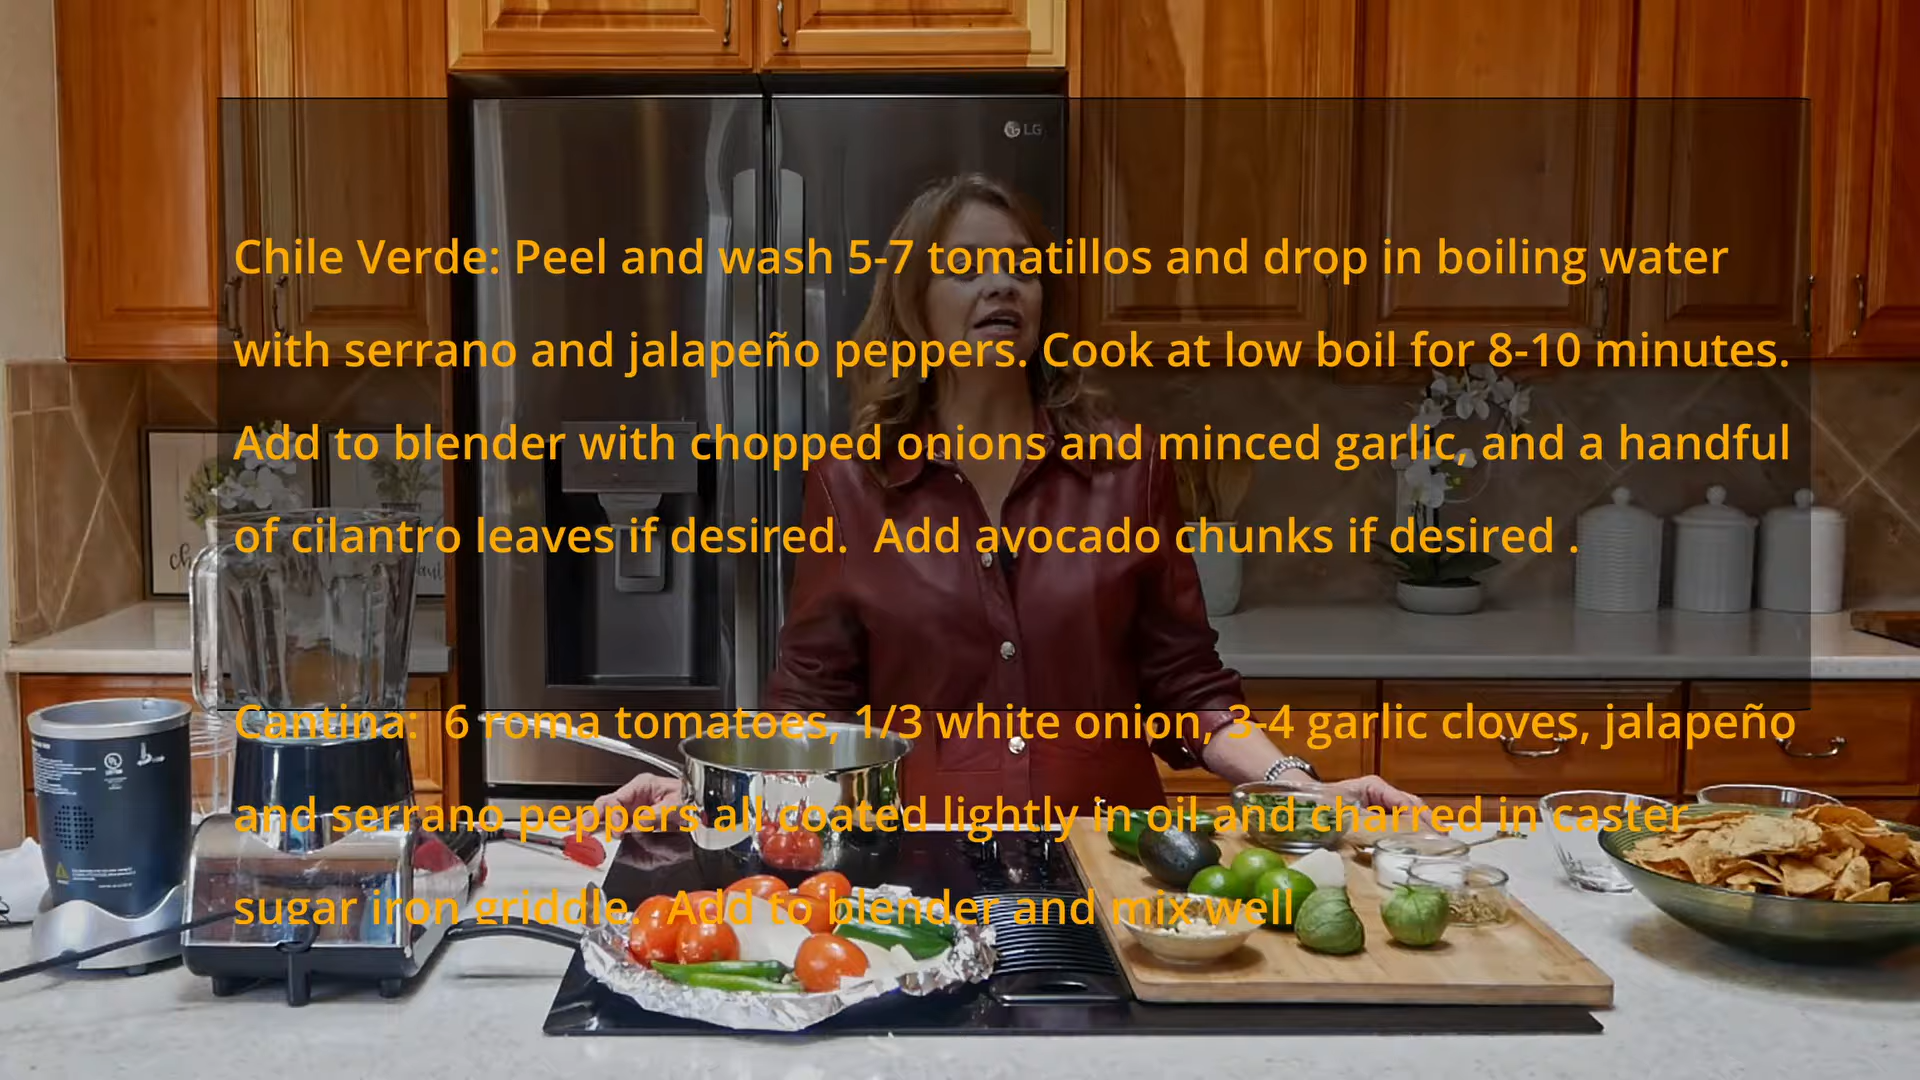 LG
Chile Verde: Peel and wash 5-7 tomatillos and drop in boiling water
with serrano and jalapeño peppers. Cook at low boil for 8-10 minutes.
Add to blender with chopped onions and minced garlic, and a handful
of cilantro leaves if desired.  Add avocado chunks if desired .
Cantina:  6 roma tomatoes, 1/3 white onion, 3-4 garlic cloves, jalapeño
and serrano peppers all coated lightly in oil and charred in caster
sugar iron griddle.  Add to blender and mix well